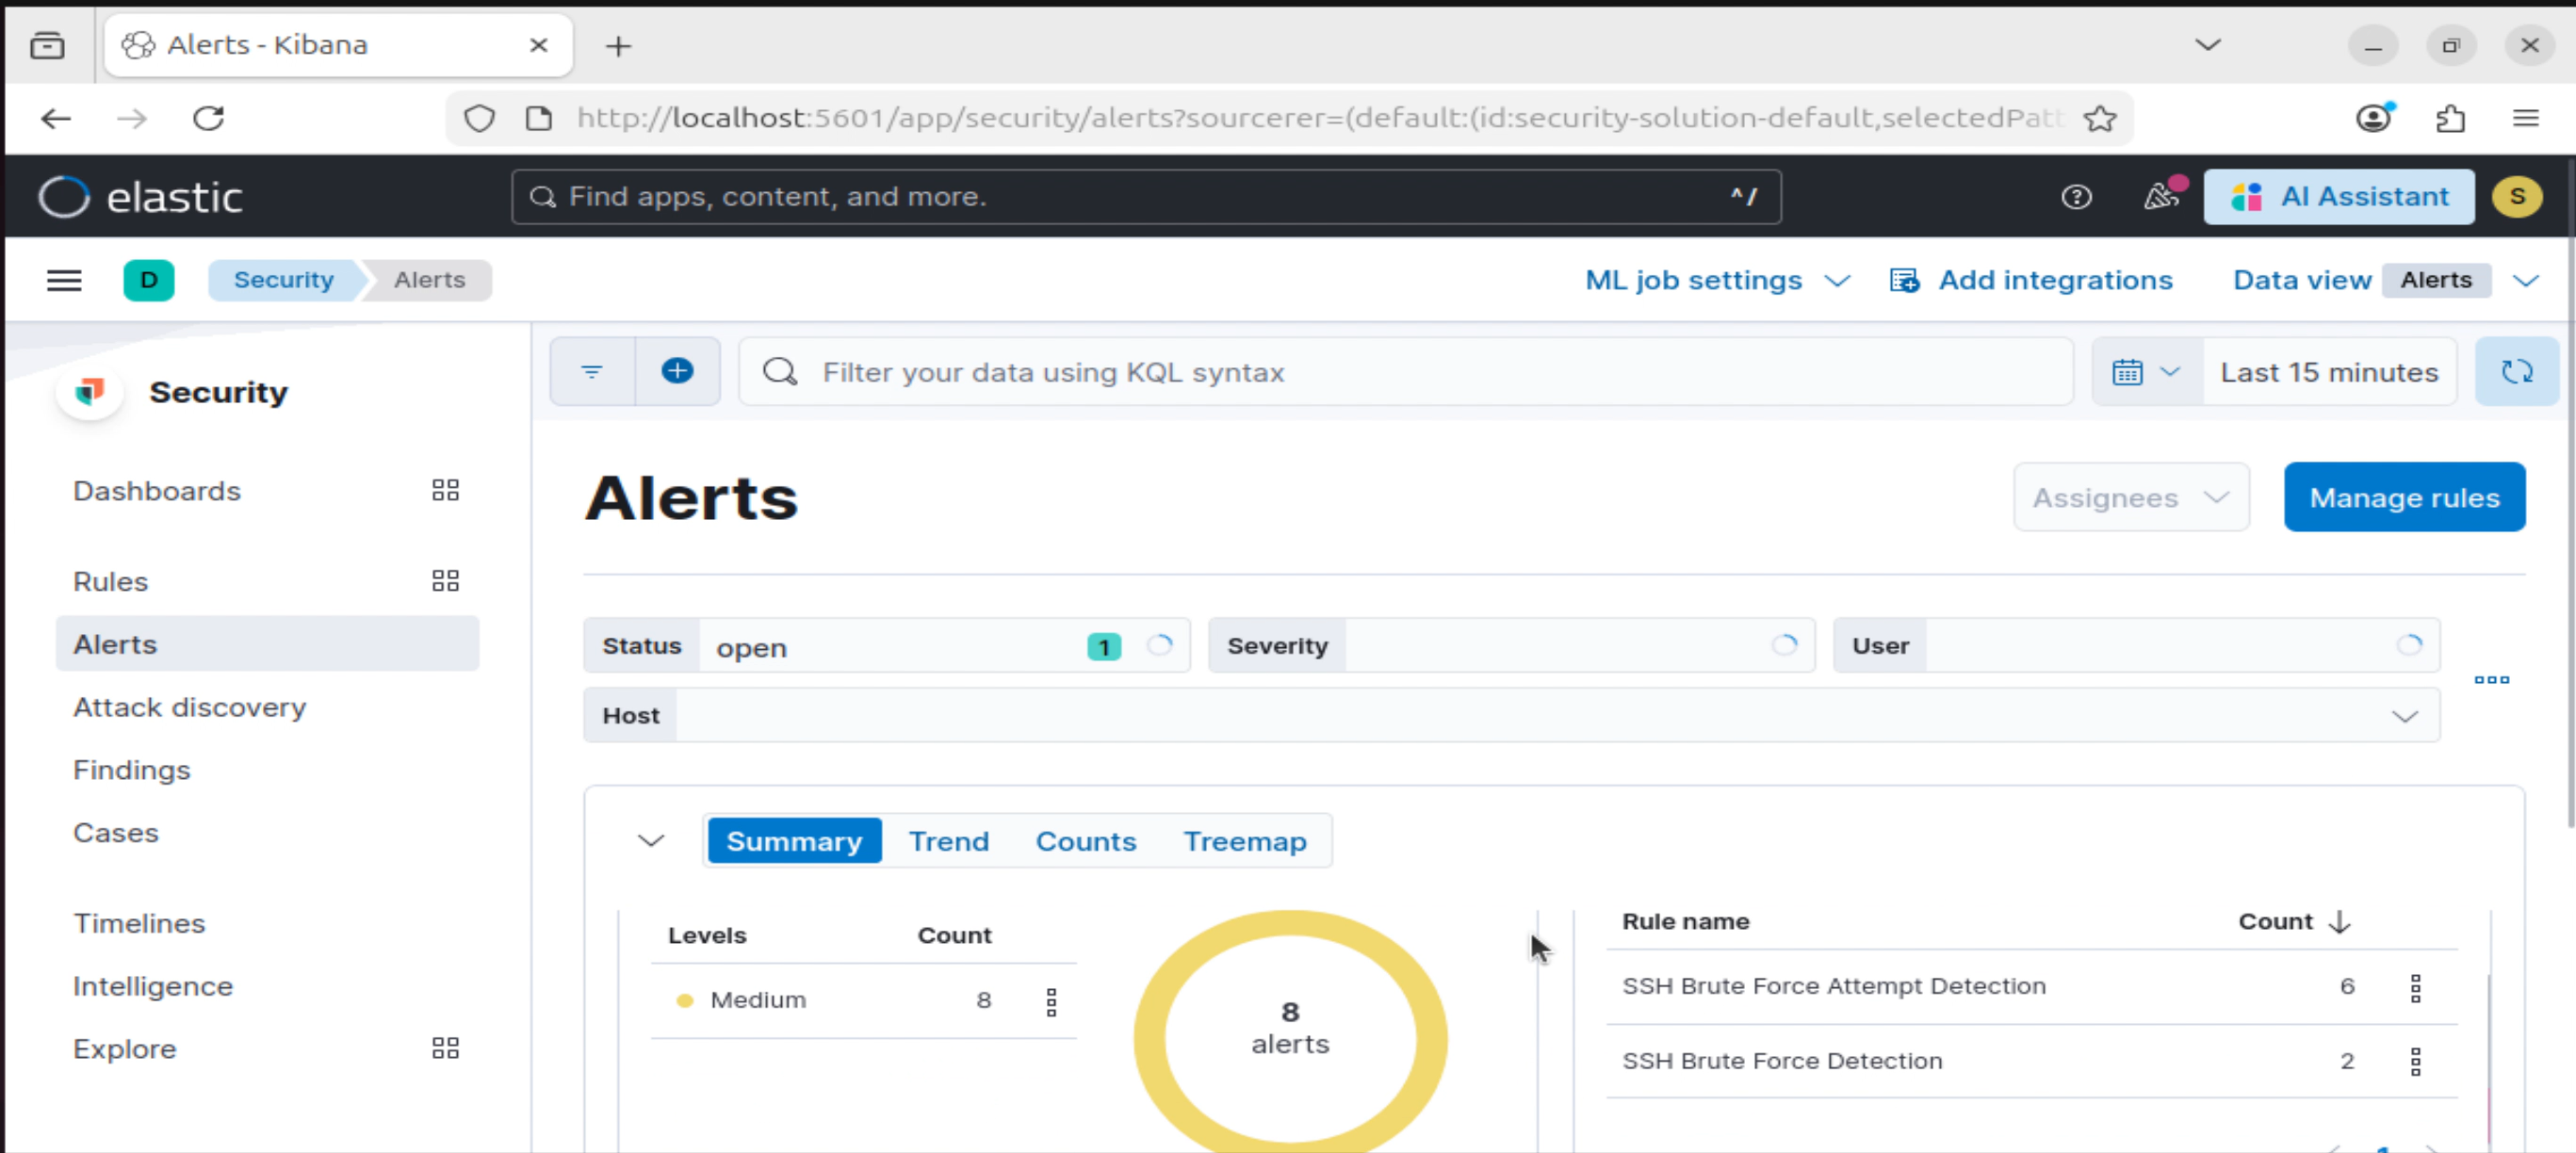 Alerts - Kibana
http://localhost:5601/app/security/alerts?sourcerer=(default:(id:security-solution-default,selectedPatt
elastic
Find apps, content, and more.
^/
AI Assistant
S
D
Security
Alerts
ML job settings
Add integrations
Data view
Alerts
Security
Dashboards
Rules
Alerts
Attack discovery
Findings
Cases
Timelines
Intelligence
Explore
Filter your data using KQL syntax
Last 15 minutes
Alerts
Assignees
Manage rules
Status open 1
Severity
User
Host
Summary Trend Counts Treemap
Levels Count
Medium 8
8
alerts
Rule name Count
SSH Brute Force Attempt Detection 6
SSH Brute Force Detection 2